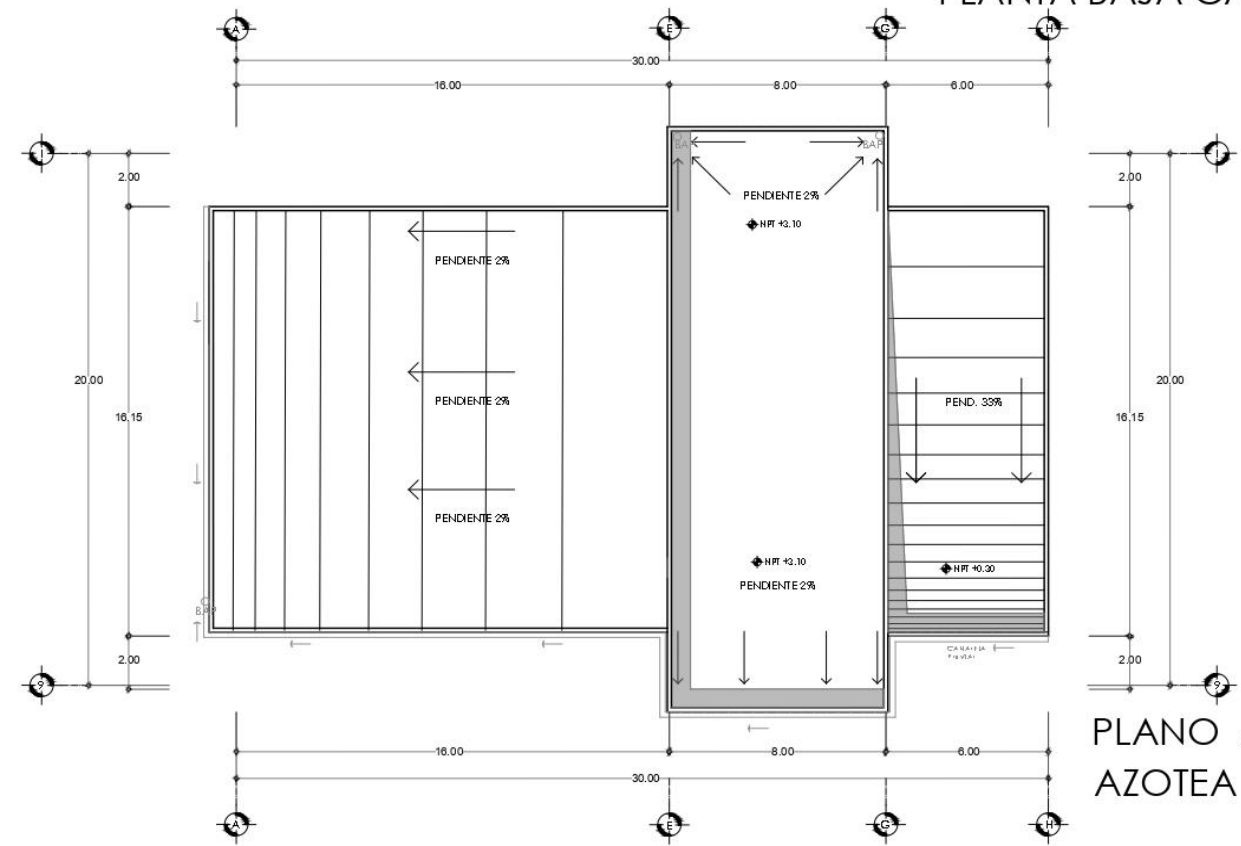 PLANTA BAJA
A
E
G
H
30.00
16.00
8.00
6.00
1
1
2.00
2.00
BAP
PENDIENTE 2%
NPT +3.10
PENDIENTE 2%
20.00
16.15
PENDIENTE 2%
PEND. 33%
20.00
16.15
PENDIENTE 2%
NPT +3.10
PENDIENTE 2%
NPT +0.30
2.00
2.00
9
9
16.00
8.00
6.00
30.00
PLANO
AZOTEA
A
E
G
H